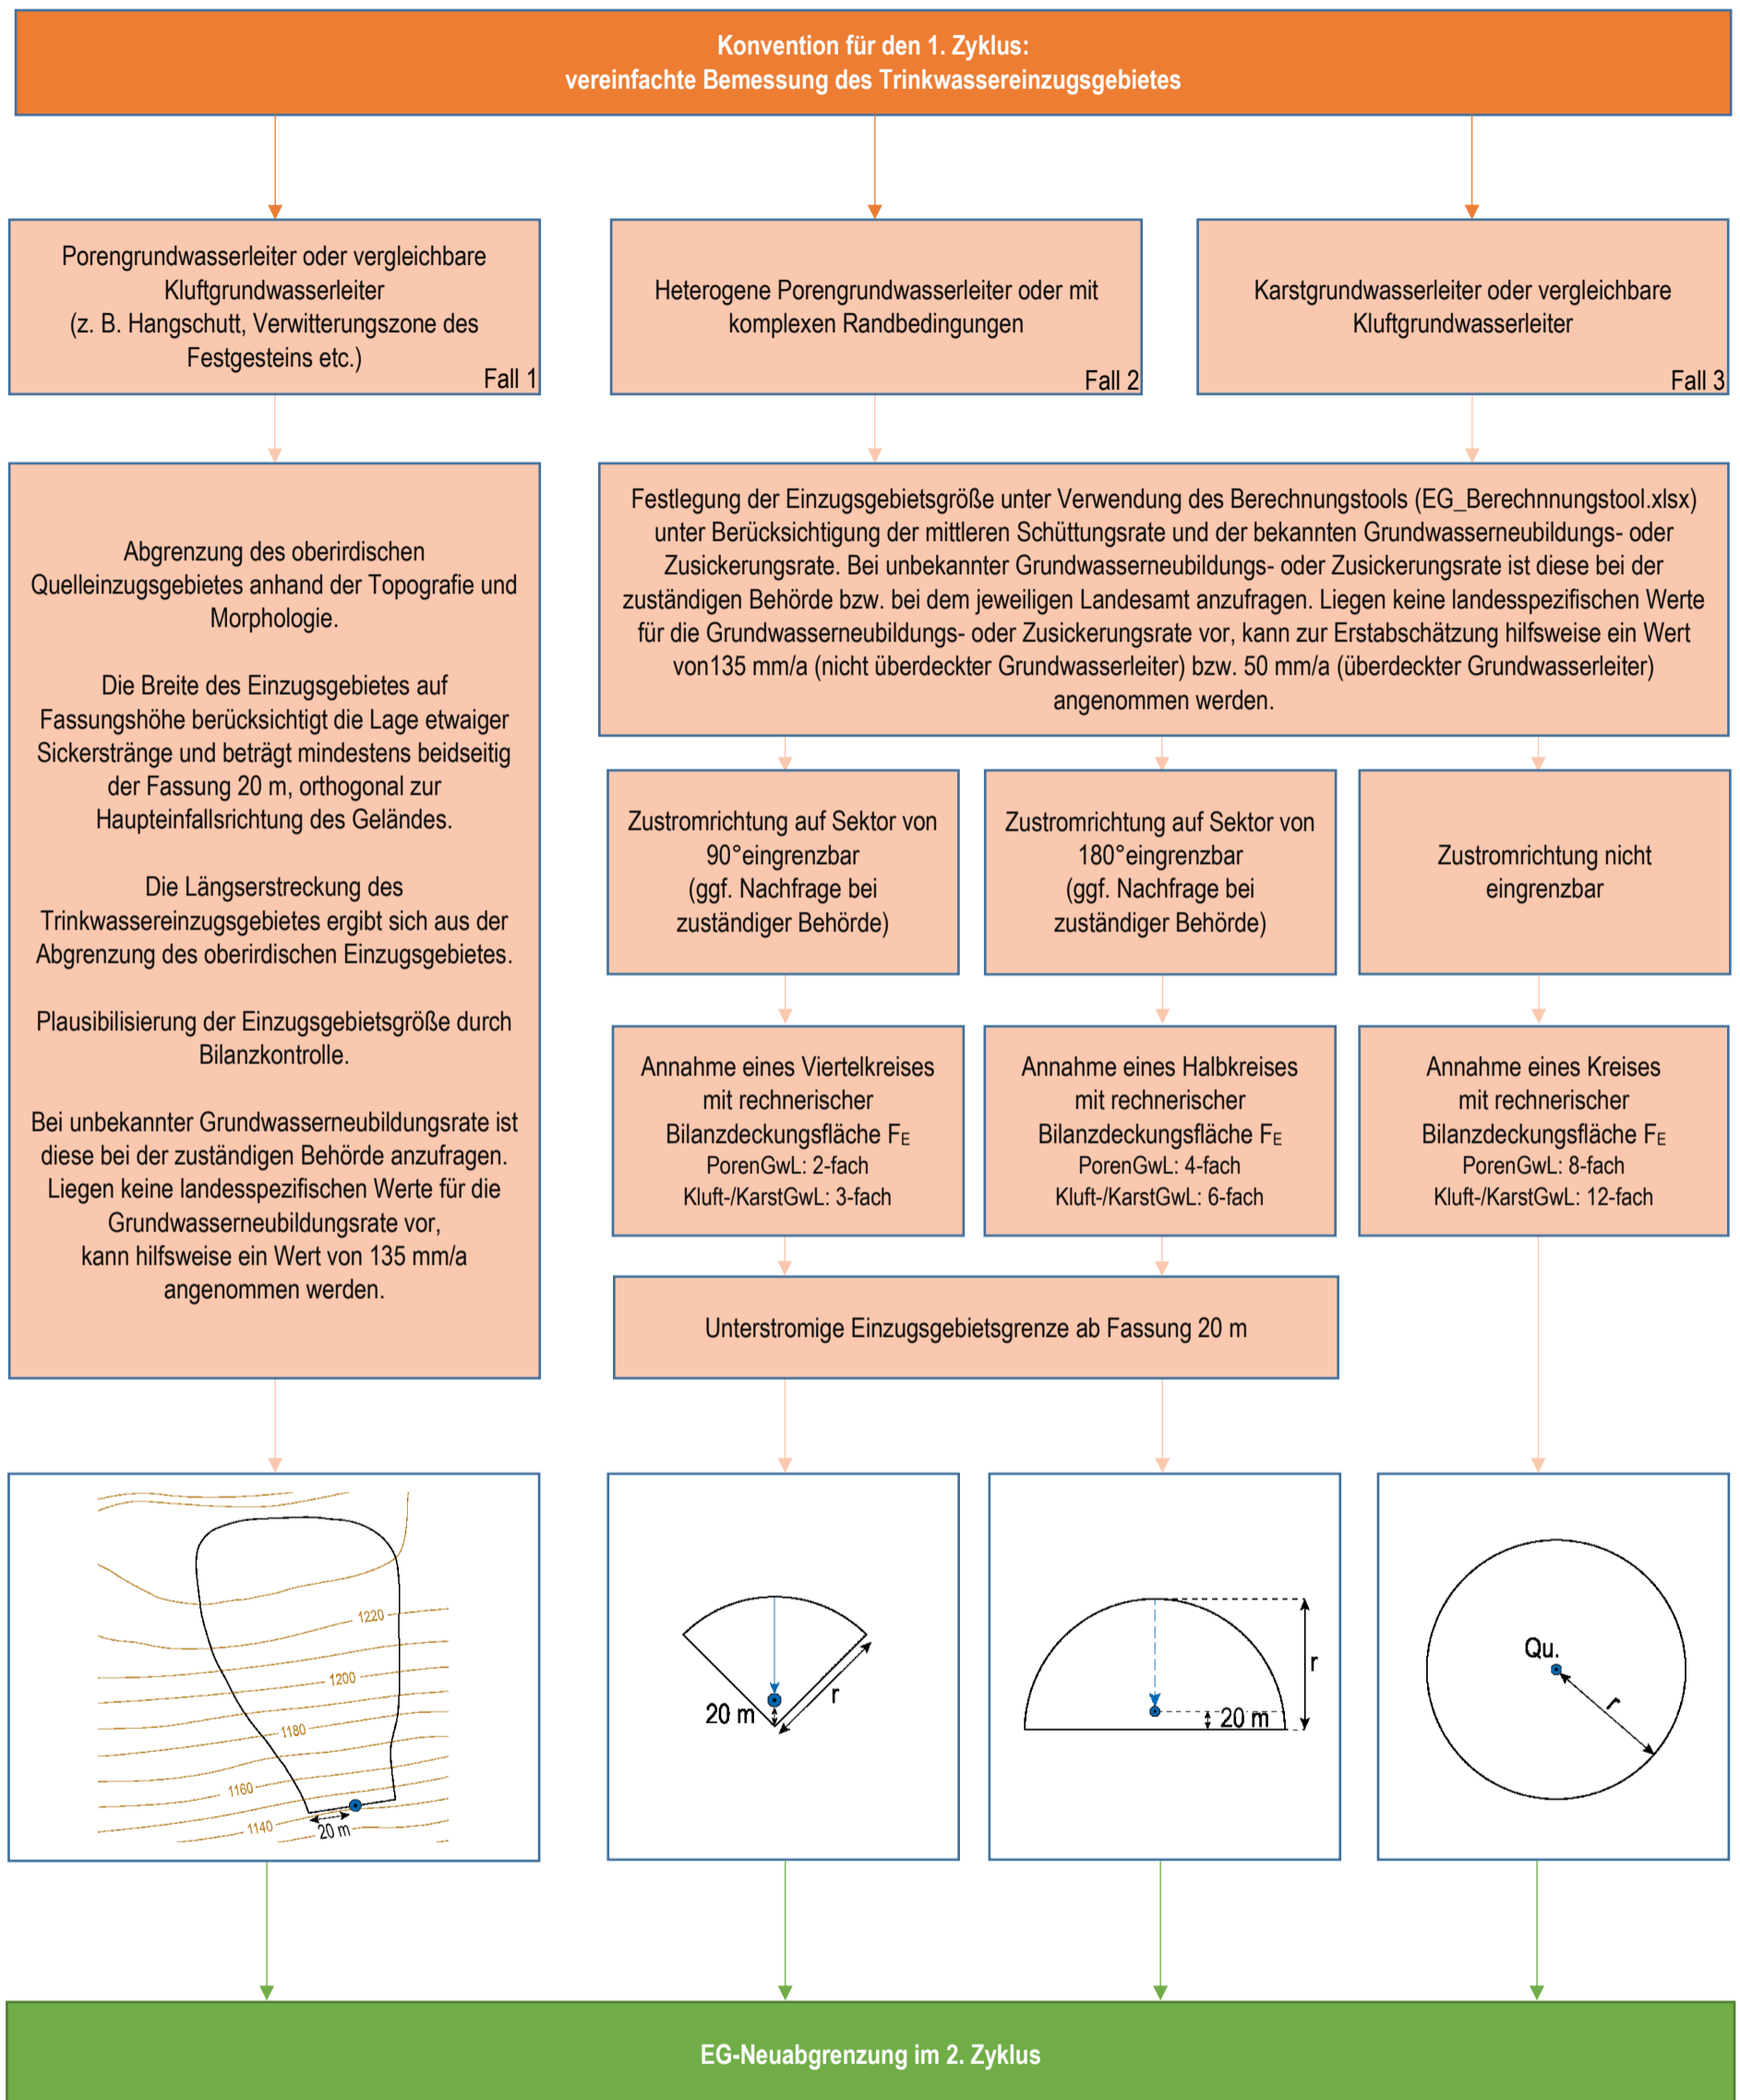 Konvention für den 1. Zyklus:
vereinfachte Bemessung des Trinkwassereinzugsgebietes
Porengrundwasserleiter oder vergleichbare
Kluftgrundwasserleiter
(z. B. Hangschutt, Verwitterungszone des
Festgesteins etc.)
Fall 1
Heterogene Porengrundwasserleiter oder mit
komplexen Randbedingungen
Fall 2
Karstgrundwasserleiter oder vergleichbare
Kluftgrundwasserleiter
Fall 3
Abgrenzung des oberirdischen
Quelleinzugsgebietes anhand der Topografie und
Morphologie.
Die Breite des Einzugsgebietes auf
Fassungshöhe berücksichtigt die Lage etwaiger
Sickerstränge und beträgt mindestens beidseitig
der Fassung 20 m, orthogonal zur
Haupteinfallsrichtung des Geländes.
Die Längserstreckung des
Trinkwassereinzugsgebietes ergibt sich aus der
Abgrenzung des oberirdischen Einzugsgebietes.
Plausibilisierung der Einzugsgebietsgröße durch
Bilanzkontrolle.
Bei unbekannter Grundwasserneubildungsrate ist
diese bei der zuständigen Behörde anzufragen.
Liegen keine landesspezifischen Werte für die
Grundwasserneubildungsrate vor,
kann hilfsweise ein Wert von 135 mm/a
angenommen werden.
Festlegung der Einzugsgebietsgröße unter Verwendung des Berechnungstools (EG_Berechnnungstool.xlsx)
unter Berücksichtigung der mittleren Schüttungsrate und der bekannten Grundwasserneubildungs- oder
Zusickerungsrate. Bei unbekannter Grundwasserneubildungs- oder Zusickerungsrate ist diese bei der
zuständigen Behörde bzw. bei dem jeweiligen Landesamt anzufragen. Liegen keine landesspezifischen Werte
für die Grundwasserneubildungs- oder Zusickerungsrate vor, kann zur Erstabschätzung hilfsweise ein Wert
von135 mm/a (nicht überdeckter Grundwasserleiter) bzw. 50 mm/a (überdeckter Grundwasserleiter)
angenommen werden.
Zustromrichtung auf Sektor von
90°eingrenzbar
(ggf. Nachfrage bei
zuständiger Behörde)
Zustromrichtung auf Sektor von
180°eingrenzbar
(ggf. Nachfrage bei
zuständiger Behörde)
Zustromrichtung nicht
eingrenzbar
Annahme eines Viertelkreises
mit rechnerischer
Bilanzdeckungsfläche FE
PorenGwL: 2-fach
Kluft-/KarstGwL: 3-fach
Annahme eines Halbkreises
mit rechnerischer
Bilanzdeckungsfläche FE
PorenGwL: 4-fach
Kluft-/KarstGwL: 6-fach
Annahme eines Kreises
mit rechnerischer
Bilanzdeckungsfläche FE
PorenGwL: 8-fach
Kluft-/KarstGwL: 12-fach
Unterstromige Einzugsgebietsgrenze ab Fassung 20 m
1220
1200
1180
1160
1140
20 m
20 m
r
20 m
r
Qu.
r
EG-Neuabgrenzung im 2. Zyklus